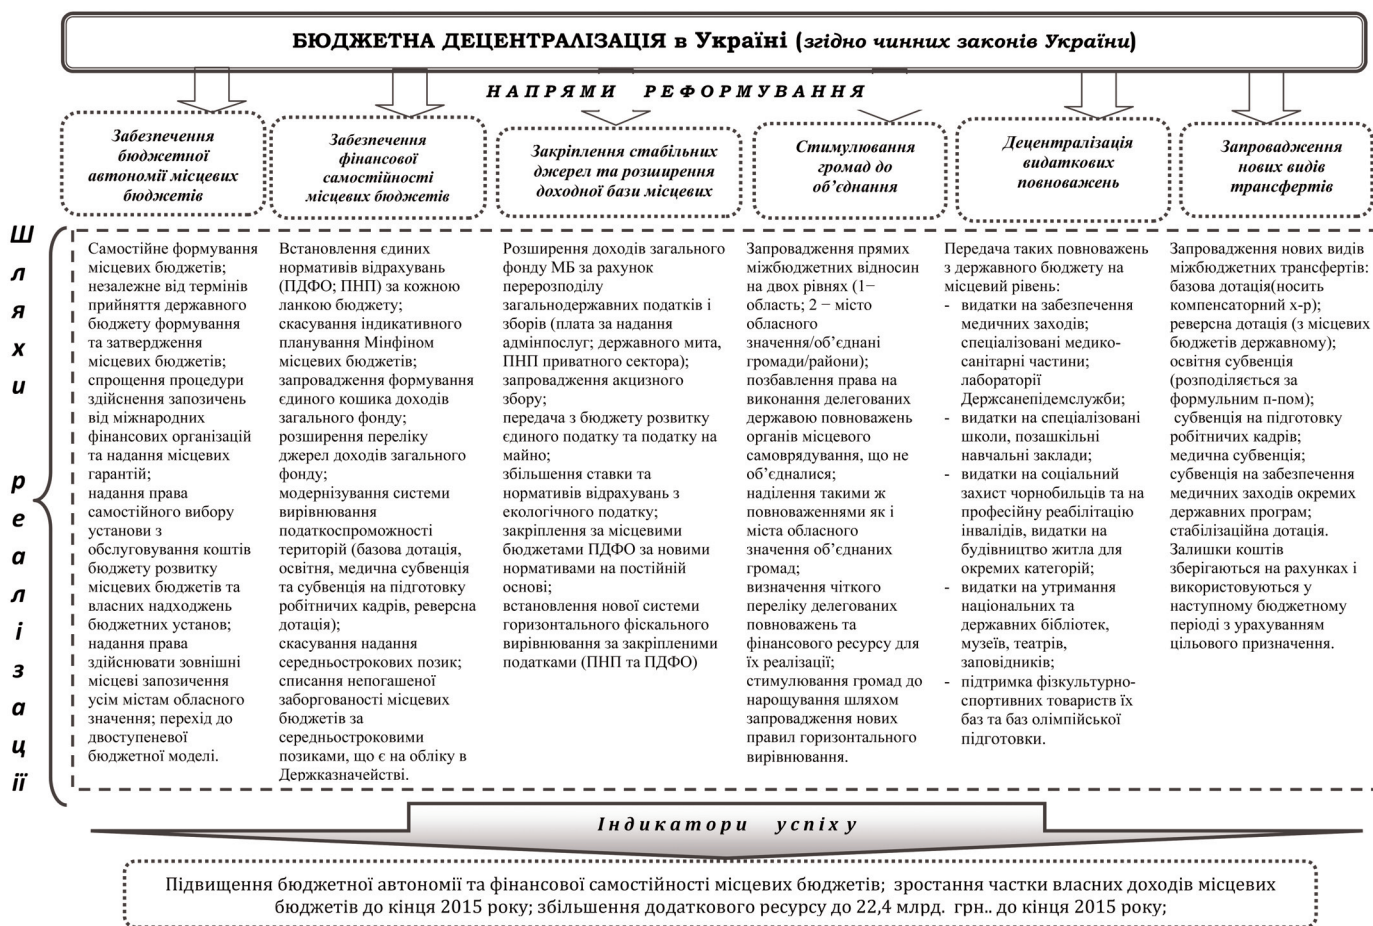 БЮДЖЕТНА ДЕЦЕНТРАЛІЗАЦІЯ в Україні (згідно чинних законів України)
НАПРЯМИ РЕФОРМУВАННЯ
Забезпечення
бюджетної
автономії місцевих
бюджетів
Забезпечення
фінансової
самостійності
місцевих бюджетів
Закріплення стабільних
джерел та розширення
доходної бази місцевих
Стимулювання
громад до
об’єднання
Децентралізація
видаткових
повноважень
Запровадження
нових видів
трансфертів
Шляхи реалізації
Самостійне формування
місцевих бюджетів;
незалежне від термінів
прийняття державного
бюджету формування
та затвердження
місцевих бюджетів;
спрощення процедури
здійснення запозичень
від міжнародних
фінансових організацій
та надання місцевих
гарантій;
надання права
самостійного вибору
установи з
обслуговування коштів
бюджету розвитку
місцевих бюджетів та
власних надходжень
бюджетних установ;
надання права
здійснювати зовнішні
місцеві запозичення
усім містам обласного
значення; перехід до
двоступеневої
бюджетної моделі.
Встановлення єдиних
нормативів відрахувань
(ПДФО; ПНП) за кожною
ланкою бюджету;
скасування індикативного
планування Мінфіном
місцевих бюджетів;
запровадження формування
єдиного кошика доходів
загального фонду;
розширення переліку
джерел доходів загального
фонду;
модернізування системи
вирівнювання
податкоспроможності
територій (базова дотація,
освітня, медична субвенція
та субвенція на підготовку
робітничих кадрів, реверсна
дотація);
скасування надання
середньострокових позик;
списання непогашеної
заборгованості місцевих
бюджетів за
середньостроковими
позиками, що є на обліку в
Держказначействі.
Розширення доходів загального
фонду МБ за рахунок
перерозподілу
загальнодержавних податків і
зборів (плата за надання
адмінпослуг; державного мита,
ПНП приватного сектора);
запровадження акцизного
збору;
передача з бюджету розвитку
єдиного податку та податку на
майно;
збільшення ставки та
нормативів відрахувань з
екологічного податку;
закріплення за місцевими
бюджетами ПДФО за новими
нормативами на постійній
основі;
встановлення нової системи
горизонтального фіскального
вирівнювання за закріпленими
податками (ПНП та ПДФО)
Запровадження прямих
міжбюджетних відносин
на двох рівнях (1−
область; 2 − місто
обласного
значення/об’єднані
громади/райони);
позбавлення права на
виконання делегованих
державою повноважень
органів місцевого
самоврядування, що не
об’єдналися;
наділення такими ж
повноваженнями як і
міста обласного
значення об’єднаних
громад;
визначення чіткого
переліку делегованих
повноважень та
фінансового ресурсу для
їх реалізації;
стимулювання громад до
нарощування шляхом
запровадження нових
правил горизонтального
вирівнювання.
Передача таких повноважень
з державного бюджету на
місцевий рівень:
- видатки на забезпечення
медичних заходів;
спеціалізовані медико-
санітарні частини;
лабораторії
Держсанепідемслужби;
- видатки на спеціалізовані
школи, позашкільні
навчальні заклади;
- видатки на соціальний
захист чорнобильців та на
професійну реабілітацію
інвалідів, видатки на
будівництво житла для
окремих категорій;
- видатки на утримання
національних та
державних бібліотек,
музеїв, театрів,
заповідників;
- підтримка фізкультурно-
спортивних товариств їх
баз та баз олімпійської
підготовки.
Запровадження нових видів
міжбюджетних трансфертів:
базова дотація(носить
компенсаторний х-р);
реверсна дотація (з місцевих
бюджетів державному);
освітня субвенція
(розподіляється за
формульним п-пом);
субвенція на підготовку
робітничих кадрів;
медична субвенція;
субвенція на забезпечення
медичних заходів окремих
державних програм;
стабілізаційна дотація.
Залишки коштів
зберігаються на рахунках і
використовуються у
наступному бюджетному
періоді з урахуванням
цільового призначення.
Індикатори успіху
Підвищення бюджетної автономії та фінансової самостійності місцевих бюджетів; зростання частки власних доходів місцевих
бюджетів до кінця 2015 року; збільшення додаткового ресурсу до 22,4 млрд. грн.. до кінця 2015 року;